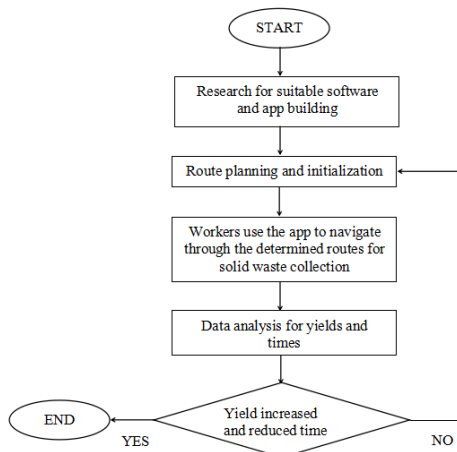 START
Research for suitable software
and app building
Route planning and initialization
Workers use the app to navigate
through the determined routes for
solid waste collection
Data analysis for yields and
times
Yield increased
and reduced time
END
YES
NO